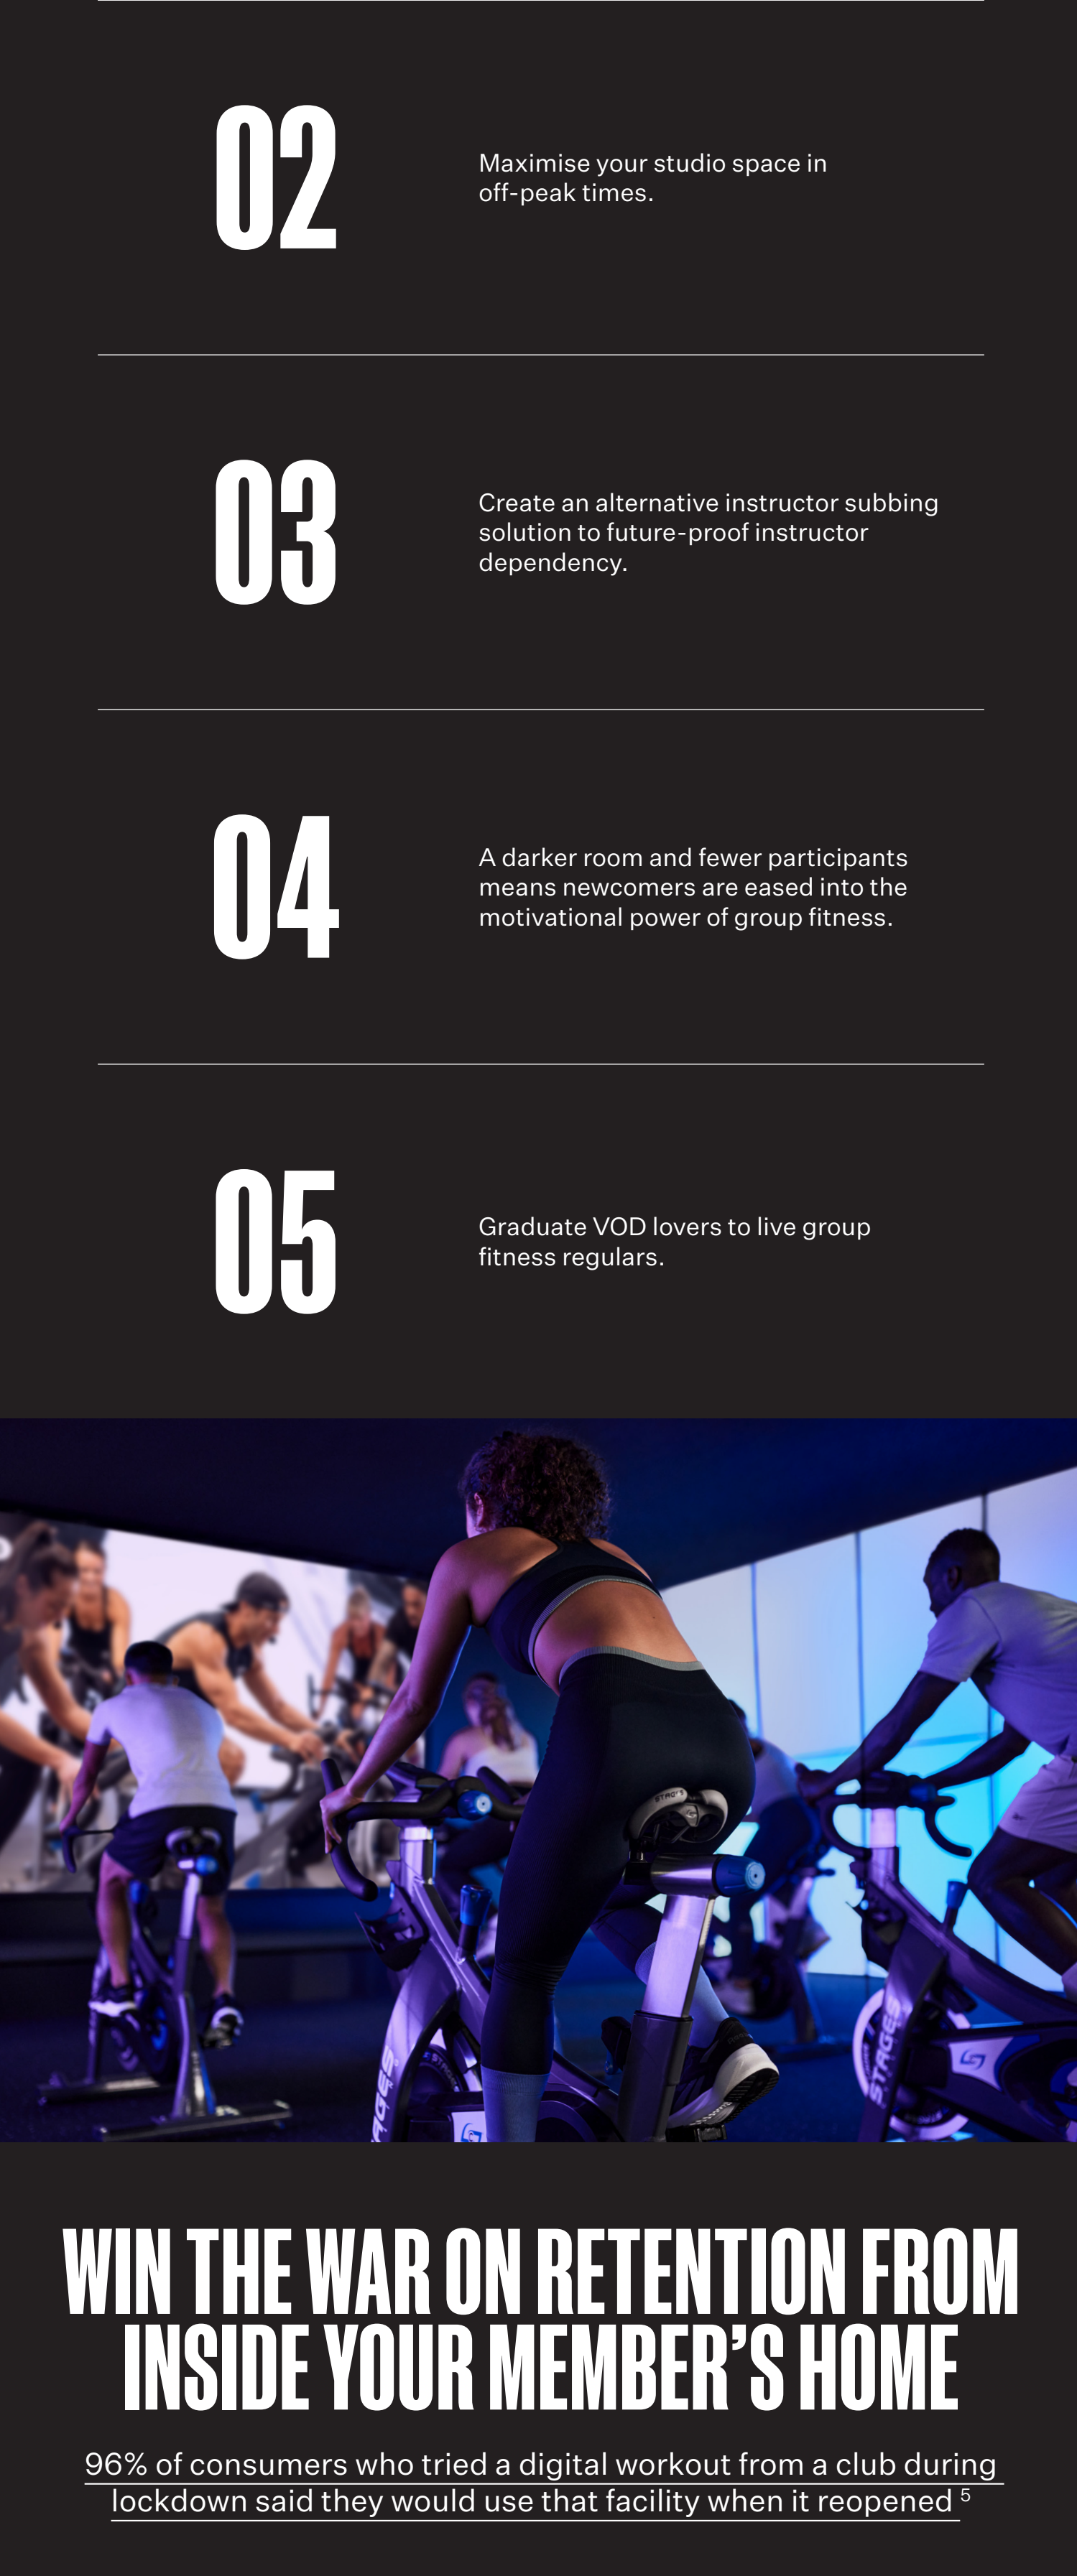 02
Maximise your studio space in
off-peak times.
03
Create an alternative instructor subbing
solution to future-proof instructor
dependency.
04
A darker room and fewer participants
means newcomers are eased into the
motivational power of group fitness.
05
Graduate VOD lovers to live group
fitness regulars.
STAGES
STAGES
WIN THE WAR ON RETENTION FROM
INSIDE YOUR MEMBER’S HOME
96% of consumers who tried a digital workout from a club during
lockdown said they would use that facility when it reopened 5